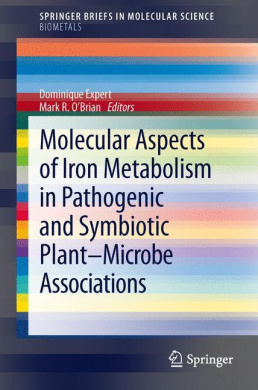 SPRINGER BRIEFS IN MOLECULAR SCIENCE
BIOMETALS
Dominique Expert
Mark R. O'Brian Editors
Molecular Aspects
of Iron Metabolism
in Pathogenic
and Symbiotic
Plant–Microbe
Associations
Springer